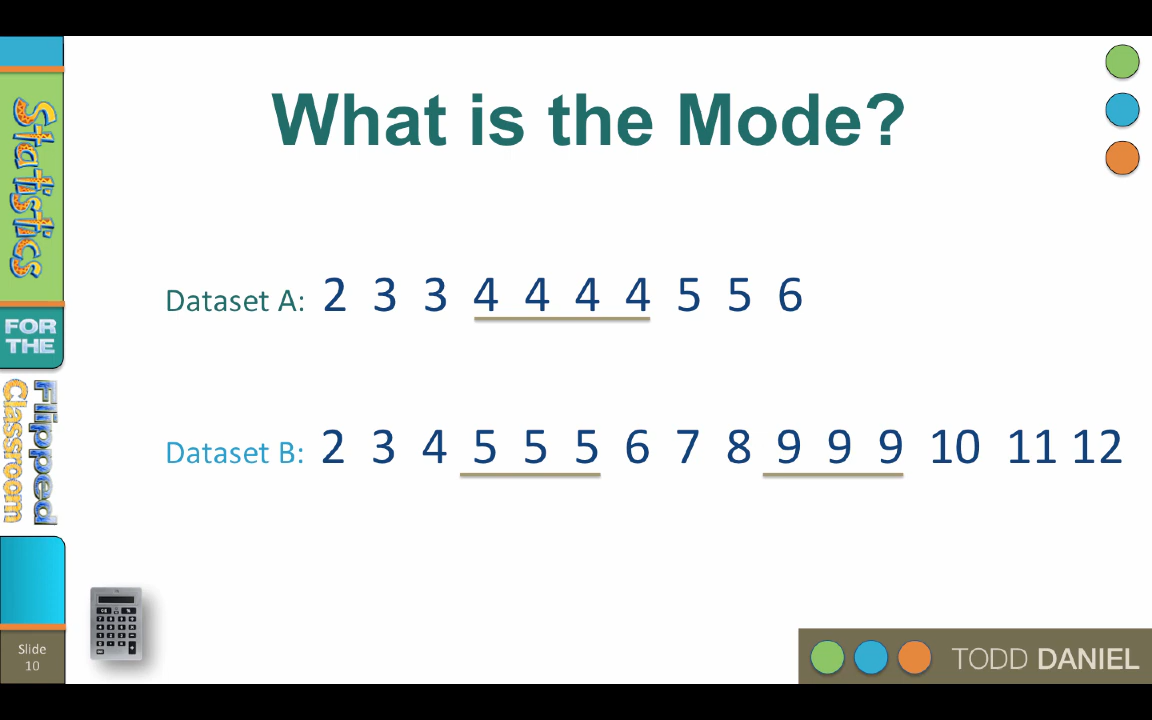 What is the Mode?
Dataset A: 2 3 3 4 4 4 4 5 5 6
Dataset B: 2 3 4 5 5 5 6 7 8 9 9 9 10 11 12
Statistics
FOR
THE
Flipped
Classroom
Slide
10
TODD DANIEL